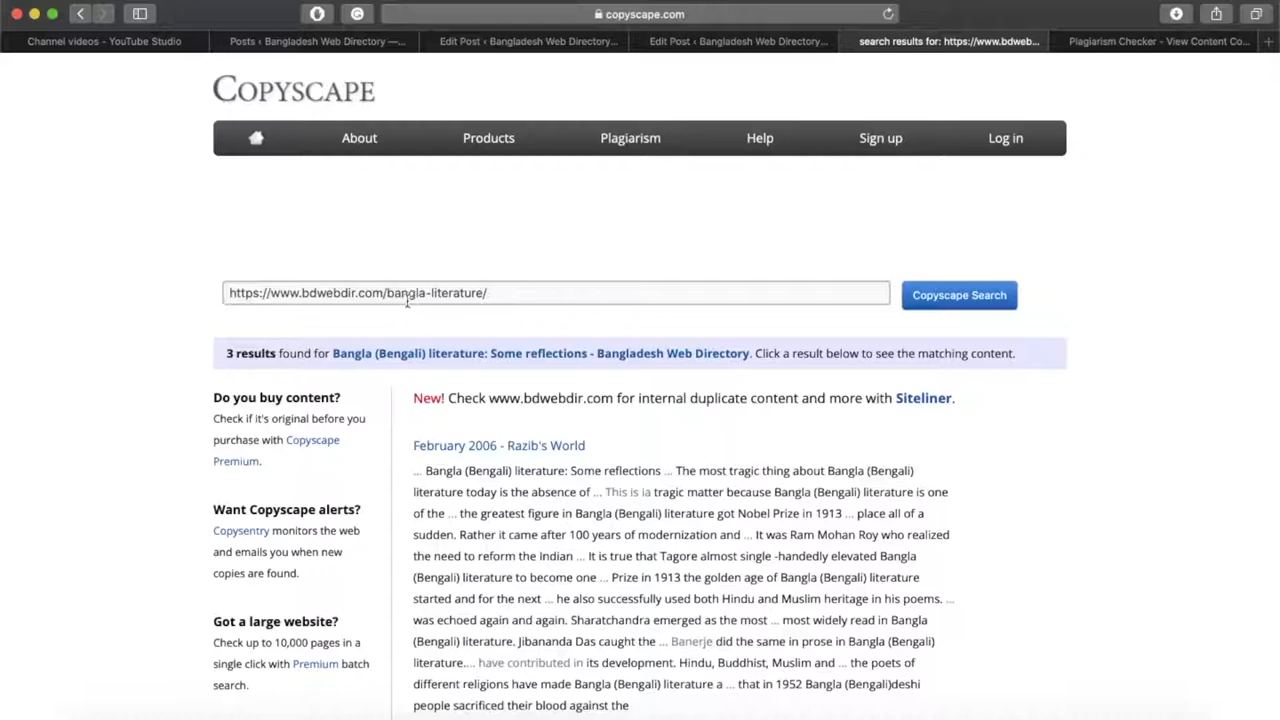 copyscape.com
Channel videos - YouTube Studio
Posts ‹ Bangladesh Web Directory —...
Edit Post ‹ Bangladesh Web Directory...
Edit Post ‹ Bangladesh Web Directory...
search results for: https://www.bdweb...
Plagiarism Checker - View Content Co...
COPYSCAPE
About
Products
Plagiarism
Help
Sign up
Log in
https://www.bdwebdir.com/bangla-literature/
Copyscape Search
3 results found for Bangla (Bengali) literature: Some reflections - Bangladesh Web Directory. Click a result below to see the matching content.
Do you buy content?
Check if it's original before you
purchase with Copyscape
Premium.
Want Copyscape alerts?
Copysentry monitors the web
and emails you when new
copies are found.
Got a large website?
Check up to 10,000 pages in a
single click with Premium batch
search.
New! Check www.bdwebdir.com for internal duplicate content and more with Siteliner.
February 2006 - Razib's World
... Bangla (Bengali) literature: Some reflections ... The most tragic thing about Bangla (Bengali)
literature today is the absence of ... This is ia tragic matter because Bangla (Bengali) literature is one
of the ... the greatest figure in Bangla (Bengali) literature got Nobel Prize in 1913 ... place all of a
sudden. Rather it came after 100 years of modernization and ... It was Ram Mohan Roy who realized
the need to reform the Indian ... It is true that Tagore almost single -handedly elevated Bangla
(Bengali) literature to become one ... Prize in 1913 the golden age of Bangla (Bengali) literature
started and for the next ... he also successfully used both Hindu and Muslim heritage in his poems. ...
was echoed again and again. Sharatchandra emerged as the most ... most widely read in Bangla
(Bengali) literature. Jibananda Das caught the ... Banerje did the same in prose in Bangla (Bengali)
literature.... have contributed in its development. Hindu, Buddhist, Muslim and ... the poets of
different religions have made Bangla (Bengali) literature a ... that in 1952 Bangla (Bengali)deshi
people sacrificed their blood against the